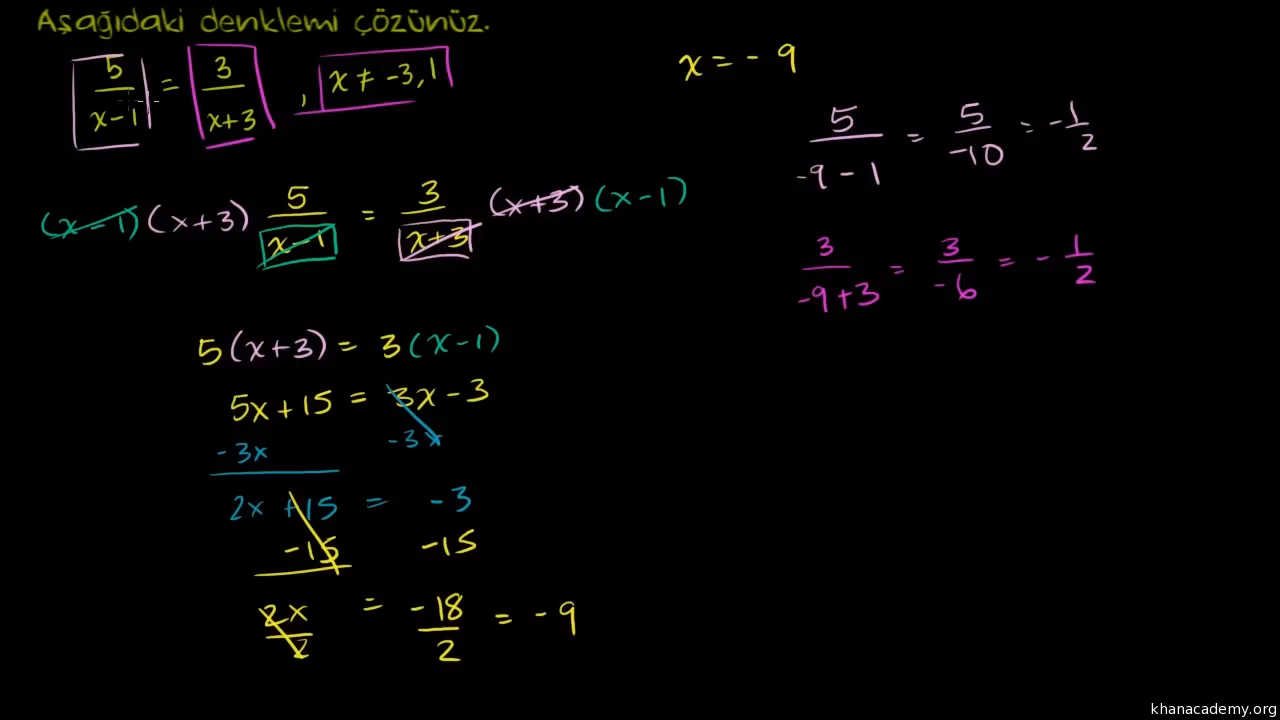 Aşağıdaki denklemi çözünüz.
5/(x-1) = 3/(x+3) , x ≠ -3, 1
(x-1)(x+3) 5/(x-1) = 3/(x+3) (x+3)(x-1)
5(x+3) = 3(x-1)
5x+15 = 3x-3
-3x -3x
2x +15 = -3
-15 -15
2x/2 = -18/2 = -9
x = -9
5/(-9-1) = 5/-10 = -1/2
3/(-9+3) = 3/-6 = -1/2
khanacademy.org